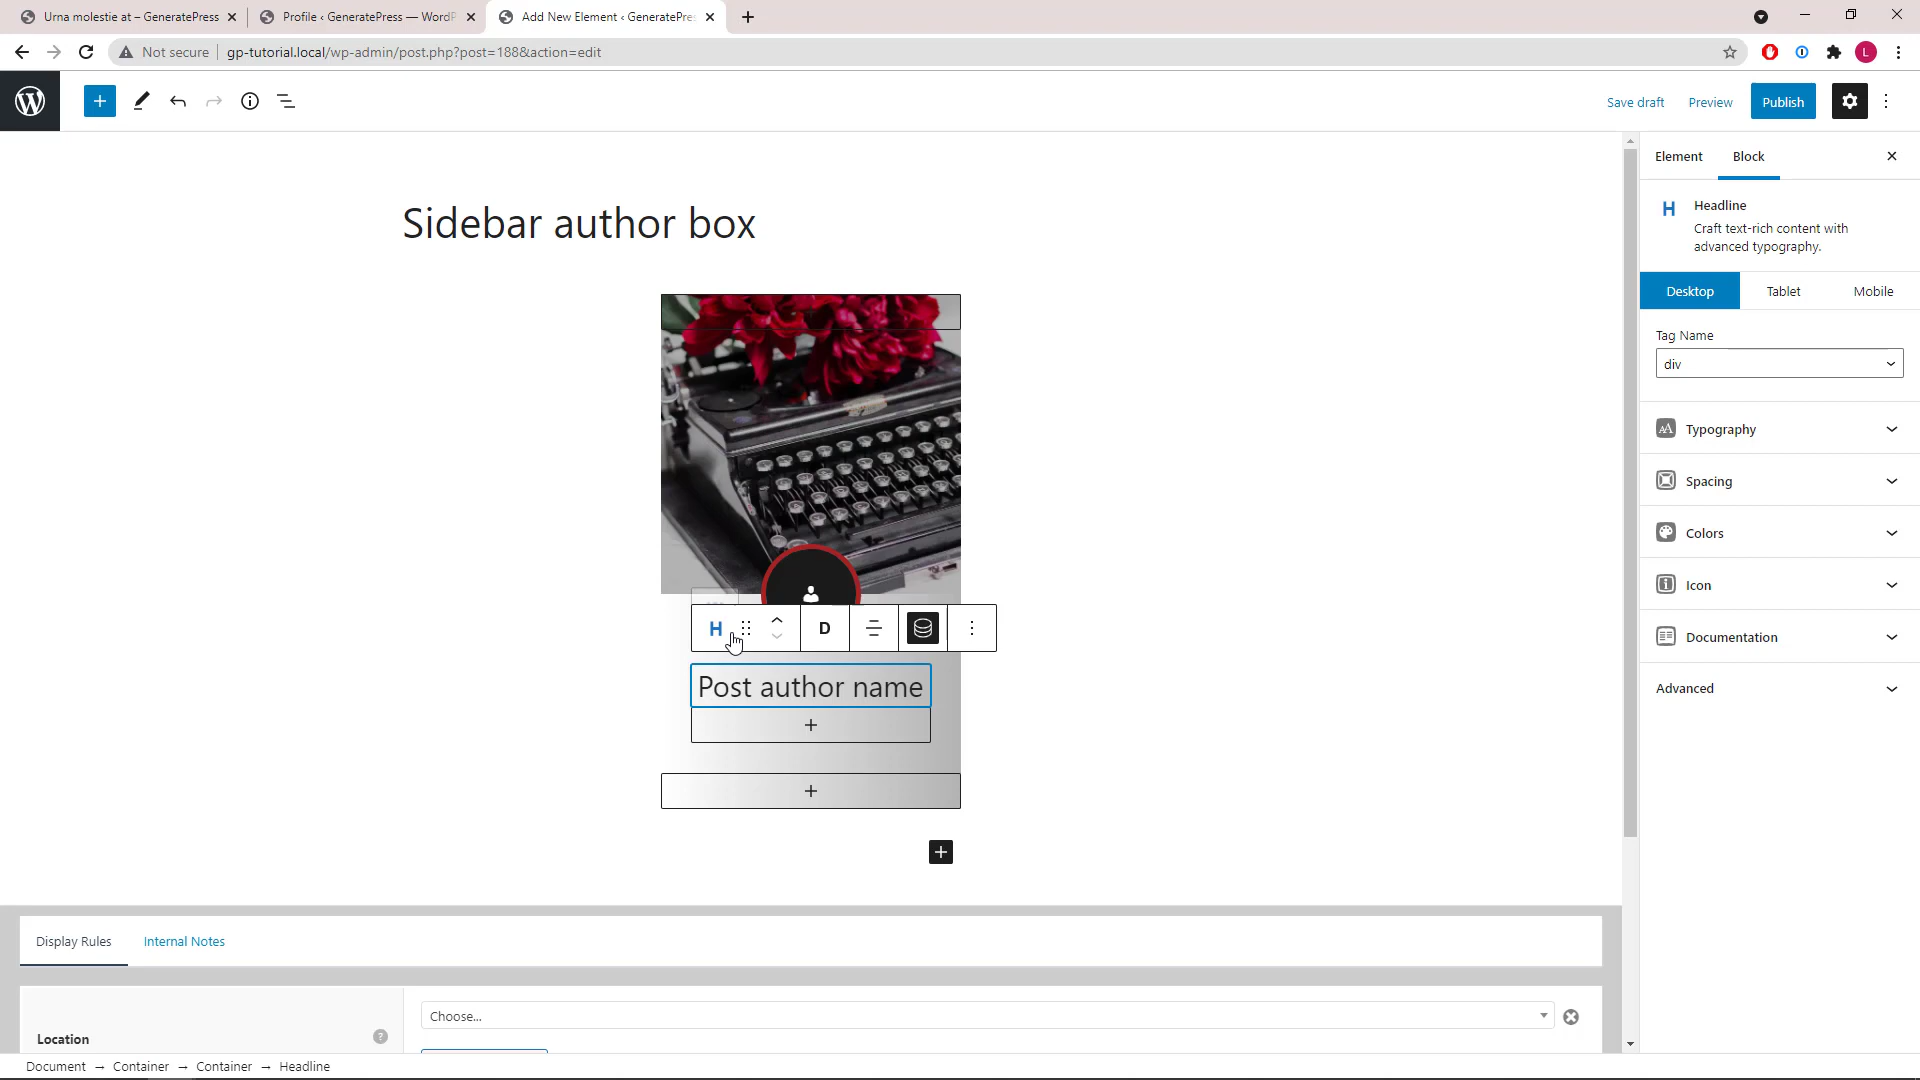 Urna molestie at – GeneratePress
Profile ‹ GeneratePress — WordP
Add New Element ‹ GeneratePres
Not secure
gp-tutorial.local/wp-admin/post.php?post=188&action=edit
L
Save draft
Preview
Publish
Element
Block
H
Headline
Craft text-rich content with
advanced typography.
Sidebar author box
Desktop
Tablet
Mobile
Tag Name
div
Typography
Spacing
Colors
Icon
Documentation
Advanced
H
D
Post author name
Display Rules
Internal Notes
Location
?
Choose...
Document → Container → Container → Headline